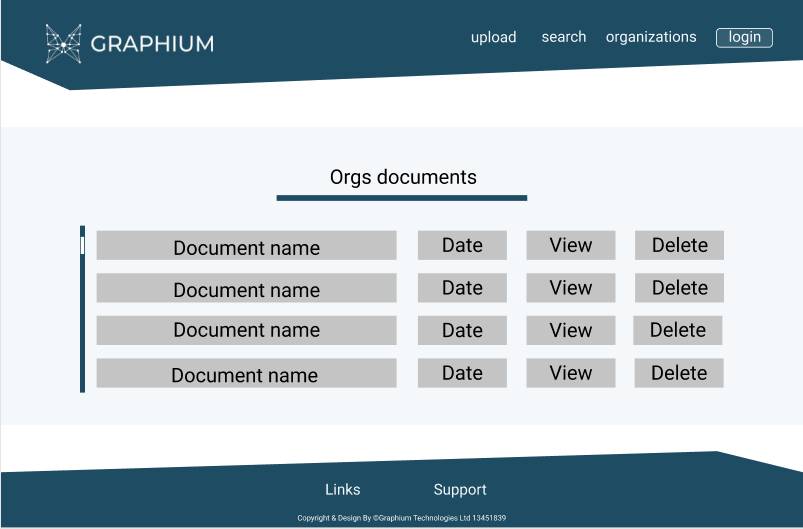 GRAPHIUM
upload search organizations login
Orgs documents
Document name Date View Delete
Document name Date View Delete
Document name Date View Delete
Document name Date View Delete
Links Support
Copyright & Design By ©Graphium Technologies Ltd 13451839